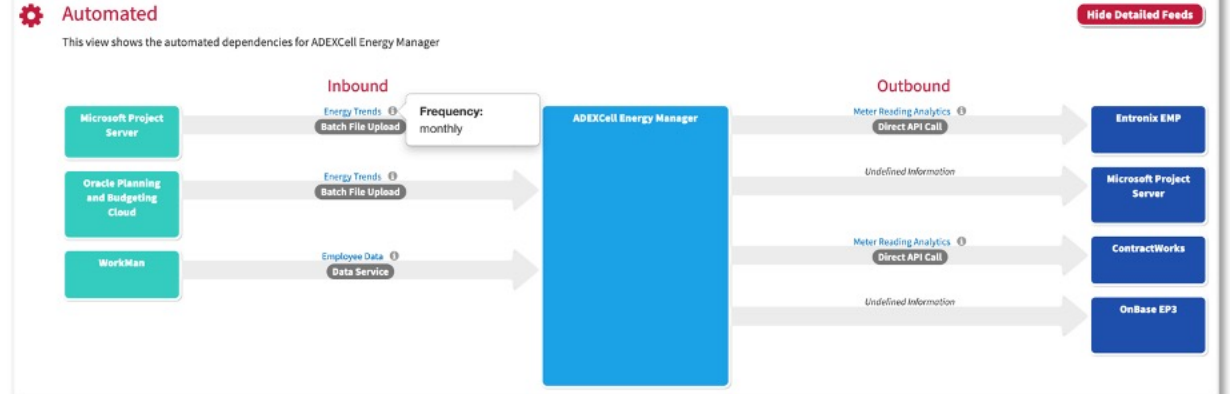 Automated
Hide Detailed Feeds
This view shows the automated dependencies for ADEXCell Energy Manager
Inbound
Outbound
Microsoft Project
Server
Energy Trends
Batch File Upload
Frequency:
monthly
ADEXCell Energy Manager
Meter Reading Analytics
Direct API Call
Entronix EMP
Oracle Planning
and Budgeting
Cloud
Energy Trends
Batch File Upload
Undefined Information
Microsoft Project
Server
WorkMan
Employee Data
Data Service
Meter Reading Analytics
Direct API Call
ContractWorks
Undefined Information
OnBase EP3